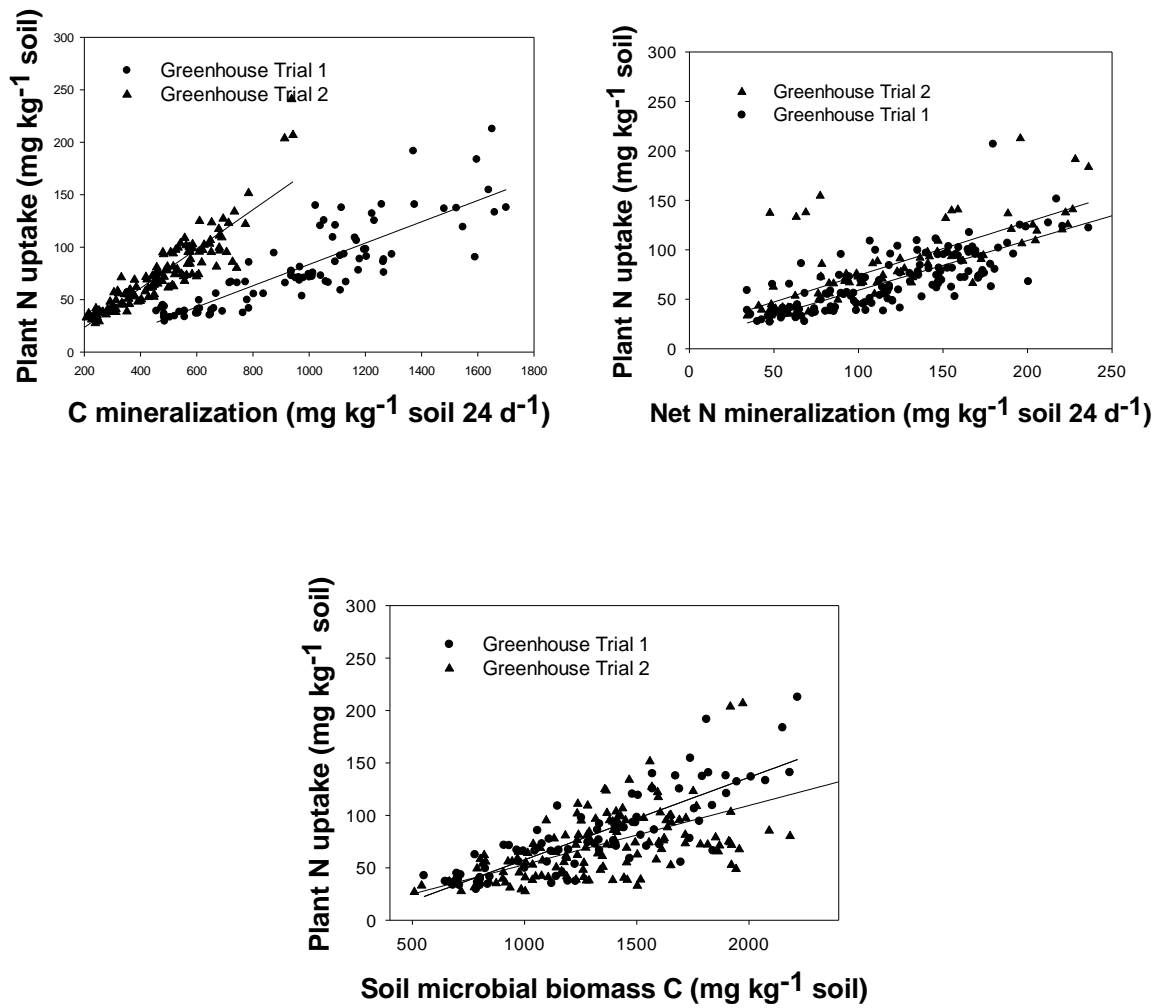 Plant N uptake (mg kg-1 soil)
300
250
200
150
100
50
0
Greenhouse Trial 1
Greenhouse Trial 2
200 400 600 800 1000 1200 1400 1600 1800
C mineralization (mg kg-1 soil 24 d-1)
Plant N uptake (mg kg-1 soil)
300
250
200
150
100
50
0
Greenhouse Trial 2
Greenhouse Trial 1
0 50 100 150 200 250
Net N mineralization (mg kg-1 soil 24 d-1)
Plant N uptake (mg kg-1 soil)
300
250
200
150
100
50
0
Greenhouse Trial 1
Greenhouse Trial 2
500 1000 1500 2000
Soil microbial biomass C (mg kg-1 soil)